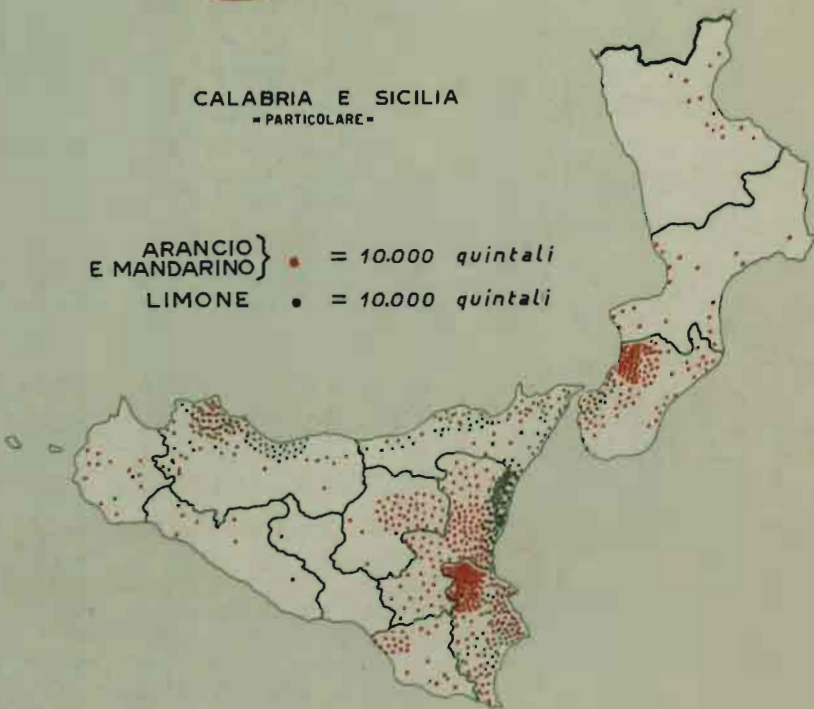 CALABRIA E SICILIA
= PARTICOLARE =
ARANCIO
E MANDARINO } • = 10.000 quintali
LIMONE • = 10.000 quintali